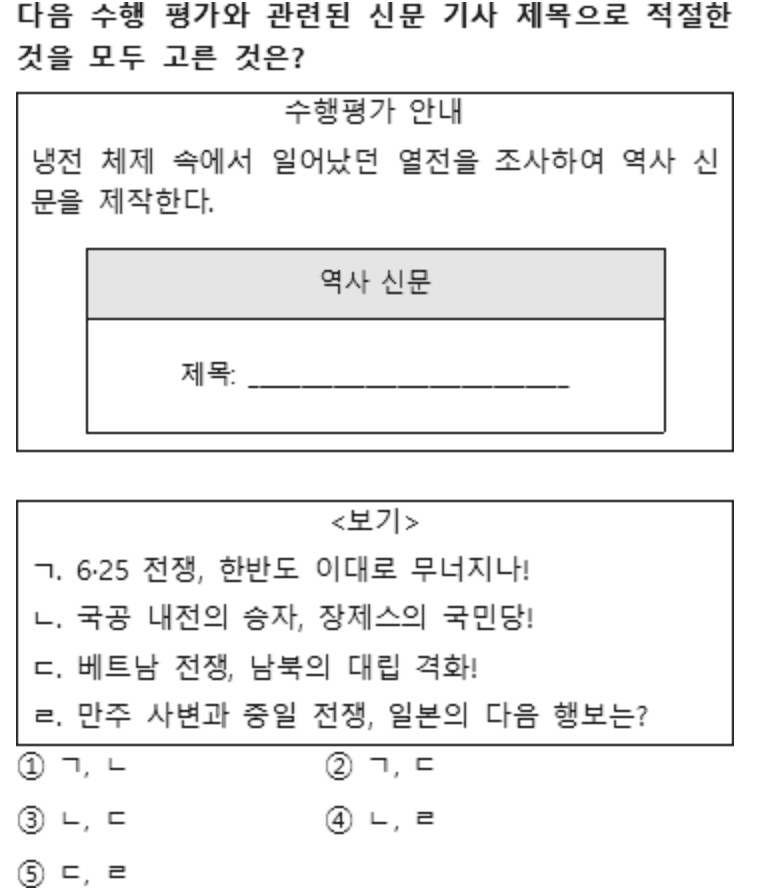 다음 수행 평가와 관련된 신문 기사 제목으로 적절한
것을 모두 고른 것은?
수행평가 안내
냉전 체제 속에서 일어났던 열전을 조사하여 역사 신
문을 제작한다.
역사 신문
제목: ____________________
<보기>
ㄱ. 6·25 전쟁, 한반도 이대로 무너지나!
ㄴ. 국공 내전의 승자, 장제스의 국민당!
ㄷ. 베트남 전쟁, 남북의 대립 격화!
ㄹ. 만주 사변과 중일 전쟁, 일본의 다음 행보는?
① ㄱ, ㄴ ② ㄱ, ㄷ
③ ㄴ, ㄷ ④ ㄴ, ㄹ
⑤ ㄷ, ㄹ